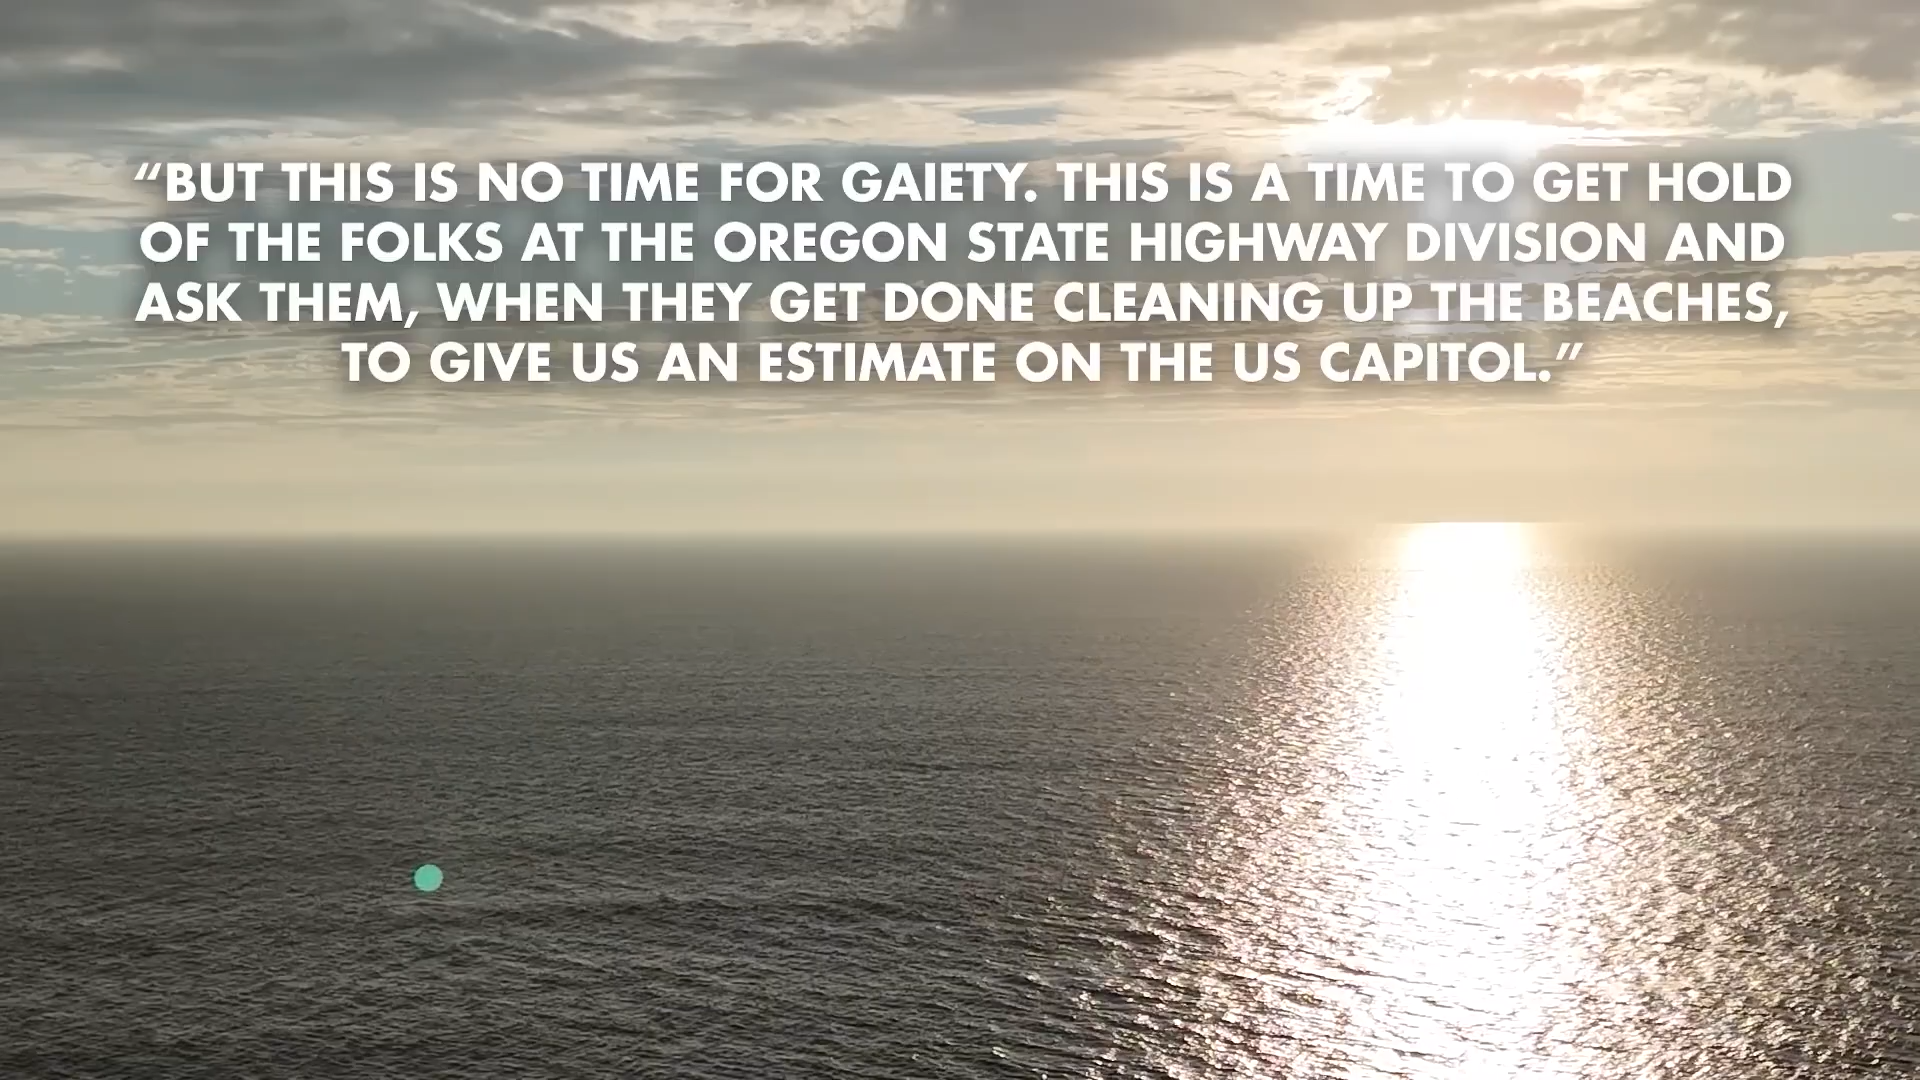 “BUT THIS IS NO TIME FOR GAIETY. THIS IS A TIME TO GET HOLD
OF THE FOLKS AT THE OREGON STATE HIGHWAY DIVISION AND
ASK THEM, WHEN THEY GET DONE CLEANING UP THE BEACHES,
TO GIVE US AN ESTIMATE ON THE US CAPITOL.”